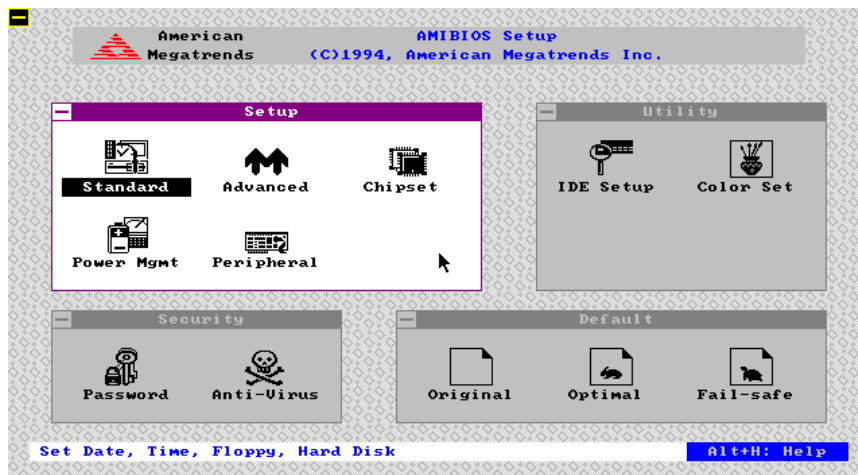 American
Megatrends
AMIBIOS Setup
(C)1994, American Megatrends Inc.
Setup
Standard
Advanced
Chipset
Power Mgmt
Peripheral
Utility
IDE Setup
Color Set
Security
Password
Anti-Virus
Default
Original
Optimal
Fail-safe
Set Date, Time, Floppy, Hard Disk
Alt+H: Help